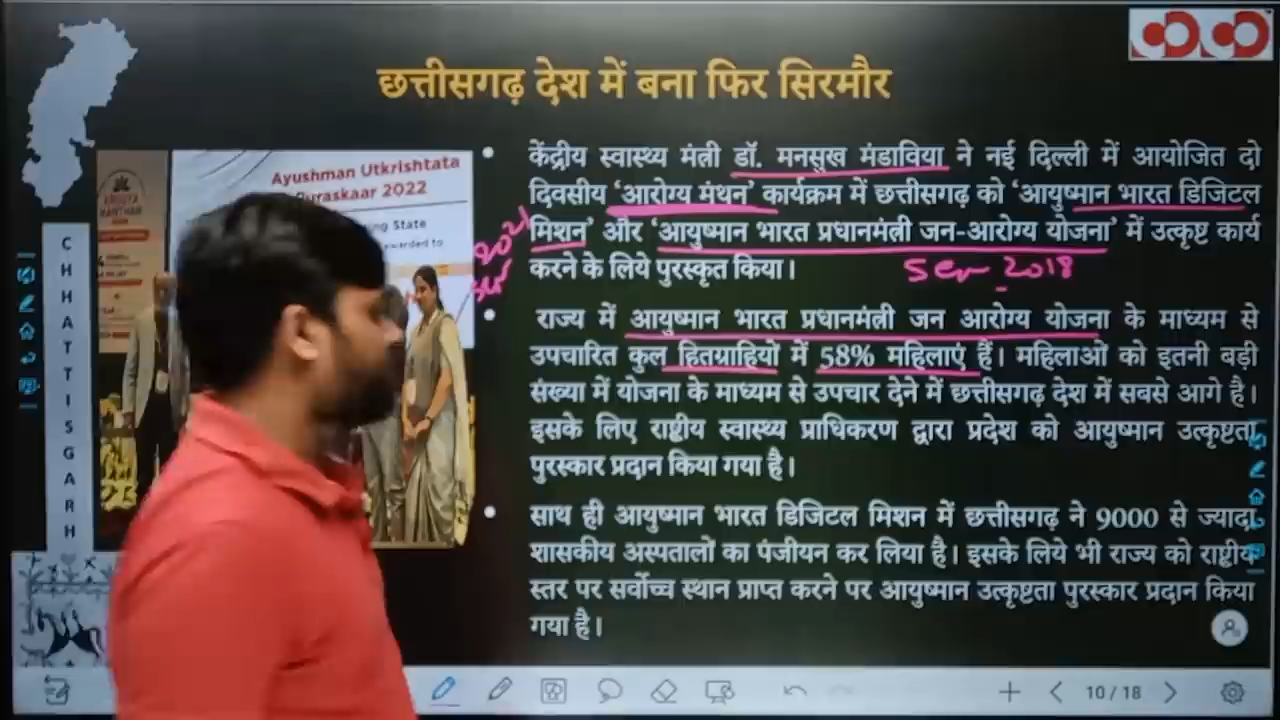 छत्तीसगढ़ देश में बना फिर सिरमौर
Ayushman Utkrishtata
Puraskaar 2022
State
awarded to
केंद्रीय स्वास्थ्य मंत्री डॉ. मनसुख मंडाविया ने नई दिल्ली में आयोजित दो
दिवसीय ‘आरोग्य मंथन’ कार्यक्रम में छत्तीसगढ़ को ‘आयुष्मान भारत डिजिटल
मिशन’ और ‘आयुष्मान भारत प्रधानमंत्री जन-आरोग्य योजना’ में उत्कृष्ट कार्य
करने के लिये पुरस्कृत किया।
2021
Sep 2018
राज्य में आयुष्मान भारत प्रधानमंत्री जन आरोग्य योजना के माध्यम से
उपचारित कुल हितग्राहियों में 58% महिलाएं हैं। महिलाओं को इतनी बड़ी
संख्या में योजना के माध्यम से उपचार देने में छत्तीसगढ़ देश में सबसे आगे है।
इसके लिए राष्ट्रीय स्वास्थ्य प्राधिकरण द्वारा प्रदेश को आयुष्मान उत्कृष्टता
पुरस्कार प्रदान किया गया है।
साथ ही आयुष्मान भारत डिजिटल मिशन में छत्तीसगढ़ ने 9000 से ज्यादा
शासकीय अस्पतालों का पंजीयन कर लिया है। इसके लिये भी राज्य को राष्ट्रीय
स्तर पर सर्वोच्च स्थान प्राप्त करने पर आयुष्मान उत्कृष्टता पुरस्कार प्रदान किया
गया है।
CHHATTISGARH
10 / 18